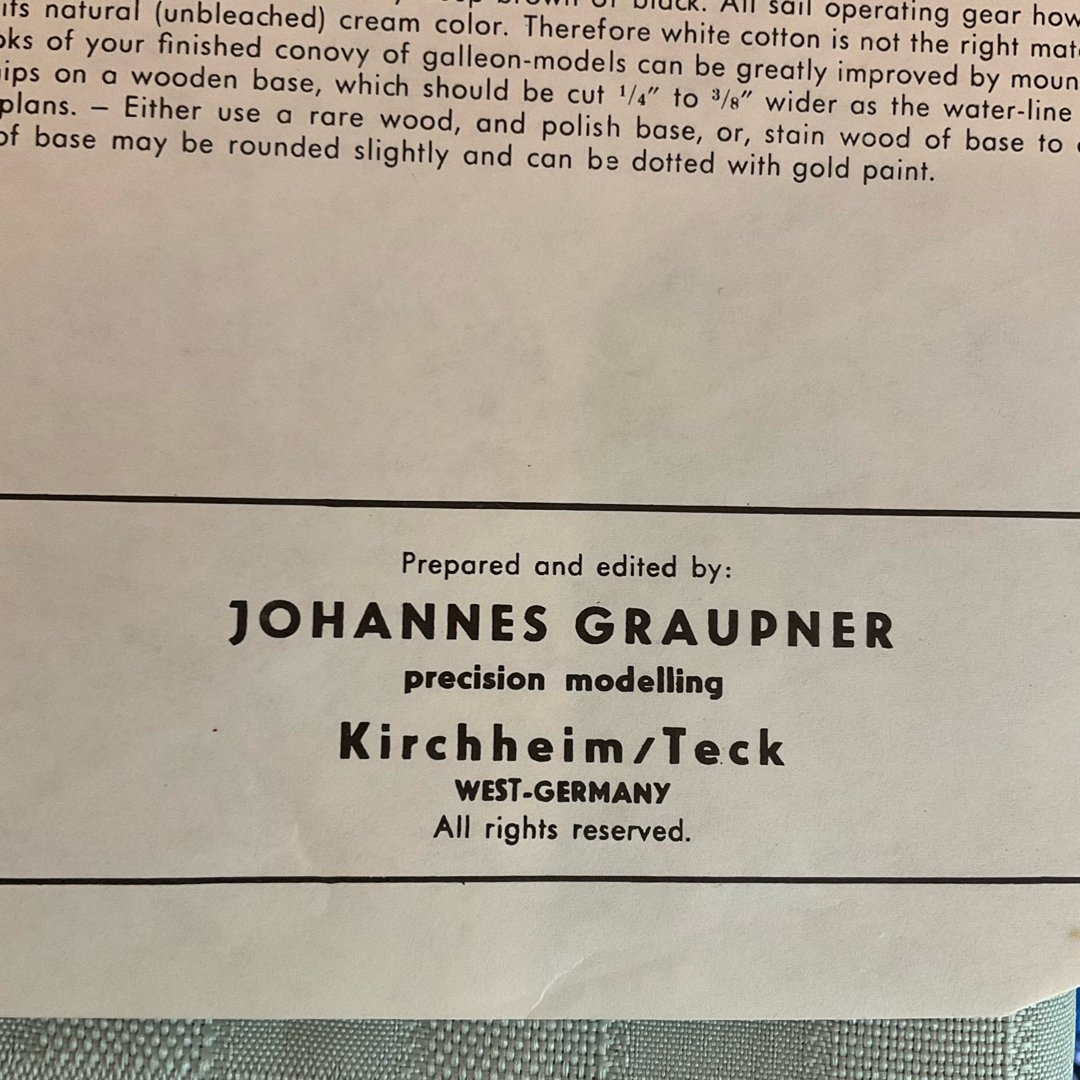 its natural (unbleached) cream color. Therefore white cotton is not the right
of your finished conovy of galleon-models can be greatly improved by
on a wooden base, which should be cut 1/4" to 3/8" wider as the water-line
plans. — Either use a rare wood, and polish base, or, stain wood of base to
of base may be rounded slightly and can be dotted with gold paint.
Prepared and edited by:
JOHANNES GRAUPNER
precision modelling
Kirchheim/Teck
WEST-GERMANY
All rights reserved.